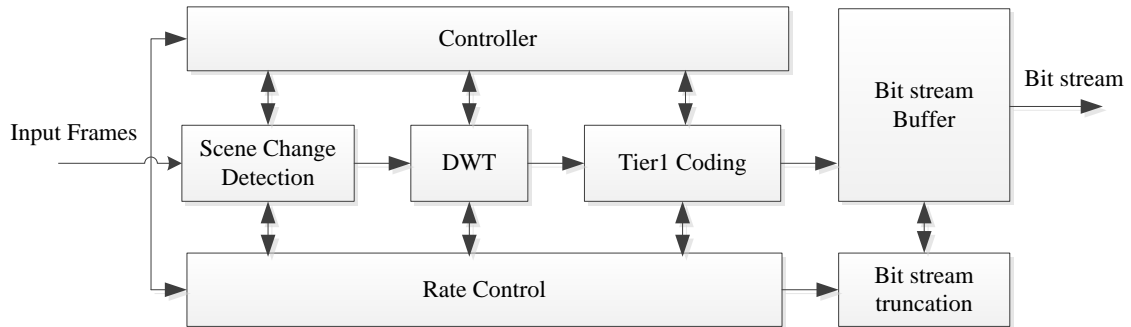 Controller
Input Frames
Scene Change
Detection
DWT
Tier1 Coding
Bit stream
Buffer
Bit stream
Rate Control
Bit stream
truncation